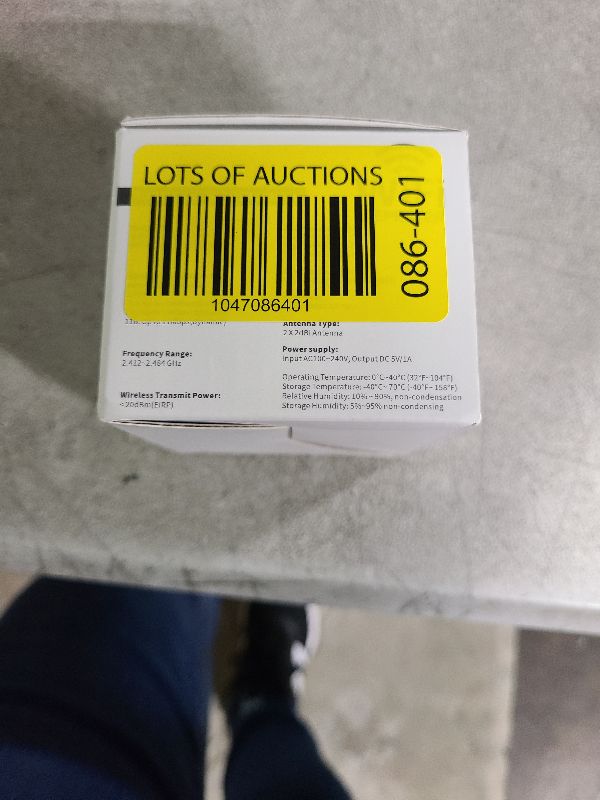 LOTS OF AUCTIONS
086-401
1047086401
Antenna Type:
2 X 2dBi Antenna
Frequency Range:
2.412~2.484 GHz
Power supply:
Input AC100~240V, Output DC 5V/1A
Operating Temperature: 0°C~40°C (32°F~104°F)
Storage Temperature: -40°C~70°C (-40°F~158°F)
Relative Humidity: 10%~90%, non-condensation
Storage Humidity: 5%~95% non-condensing
Wireless Transmit Power:
<20dBm(EIRP)